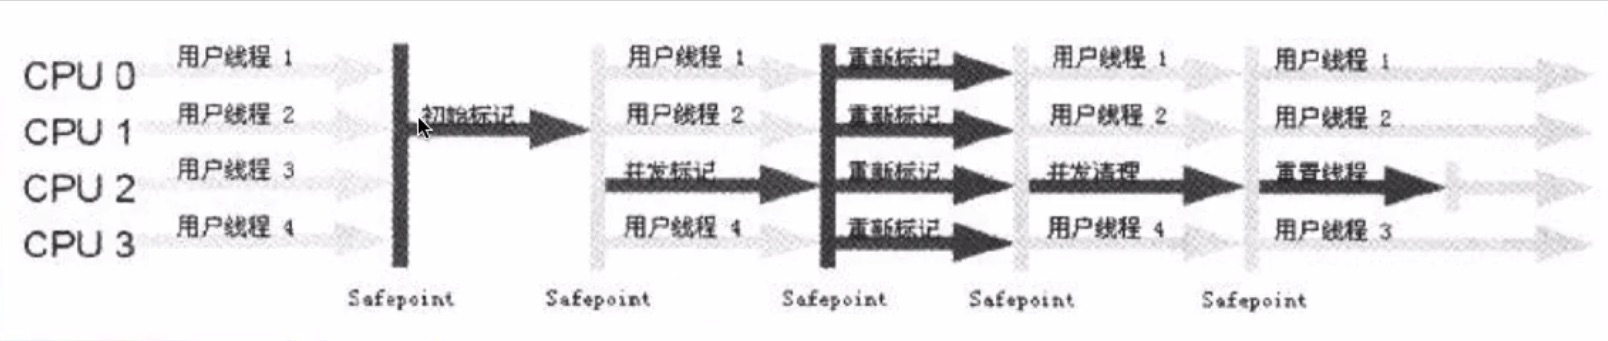 CPU 0 用户线程 1 用户线程 1 重新标记 用户线程 1 用户线程 1
CPU 1 用户线程 2 初始标记 用户线程 2 重新标记 用户线程 2 用户线程 2
CPU 2 用户线程 3 并发标记 重新标记 并发清理 重置线程
CPU 3 用户线程 4 用户线程 4 重新标记 用户线程 4 用户线程 3
Safepoint Safepoint Safepoint Safepoint Safepoint